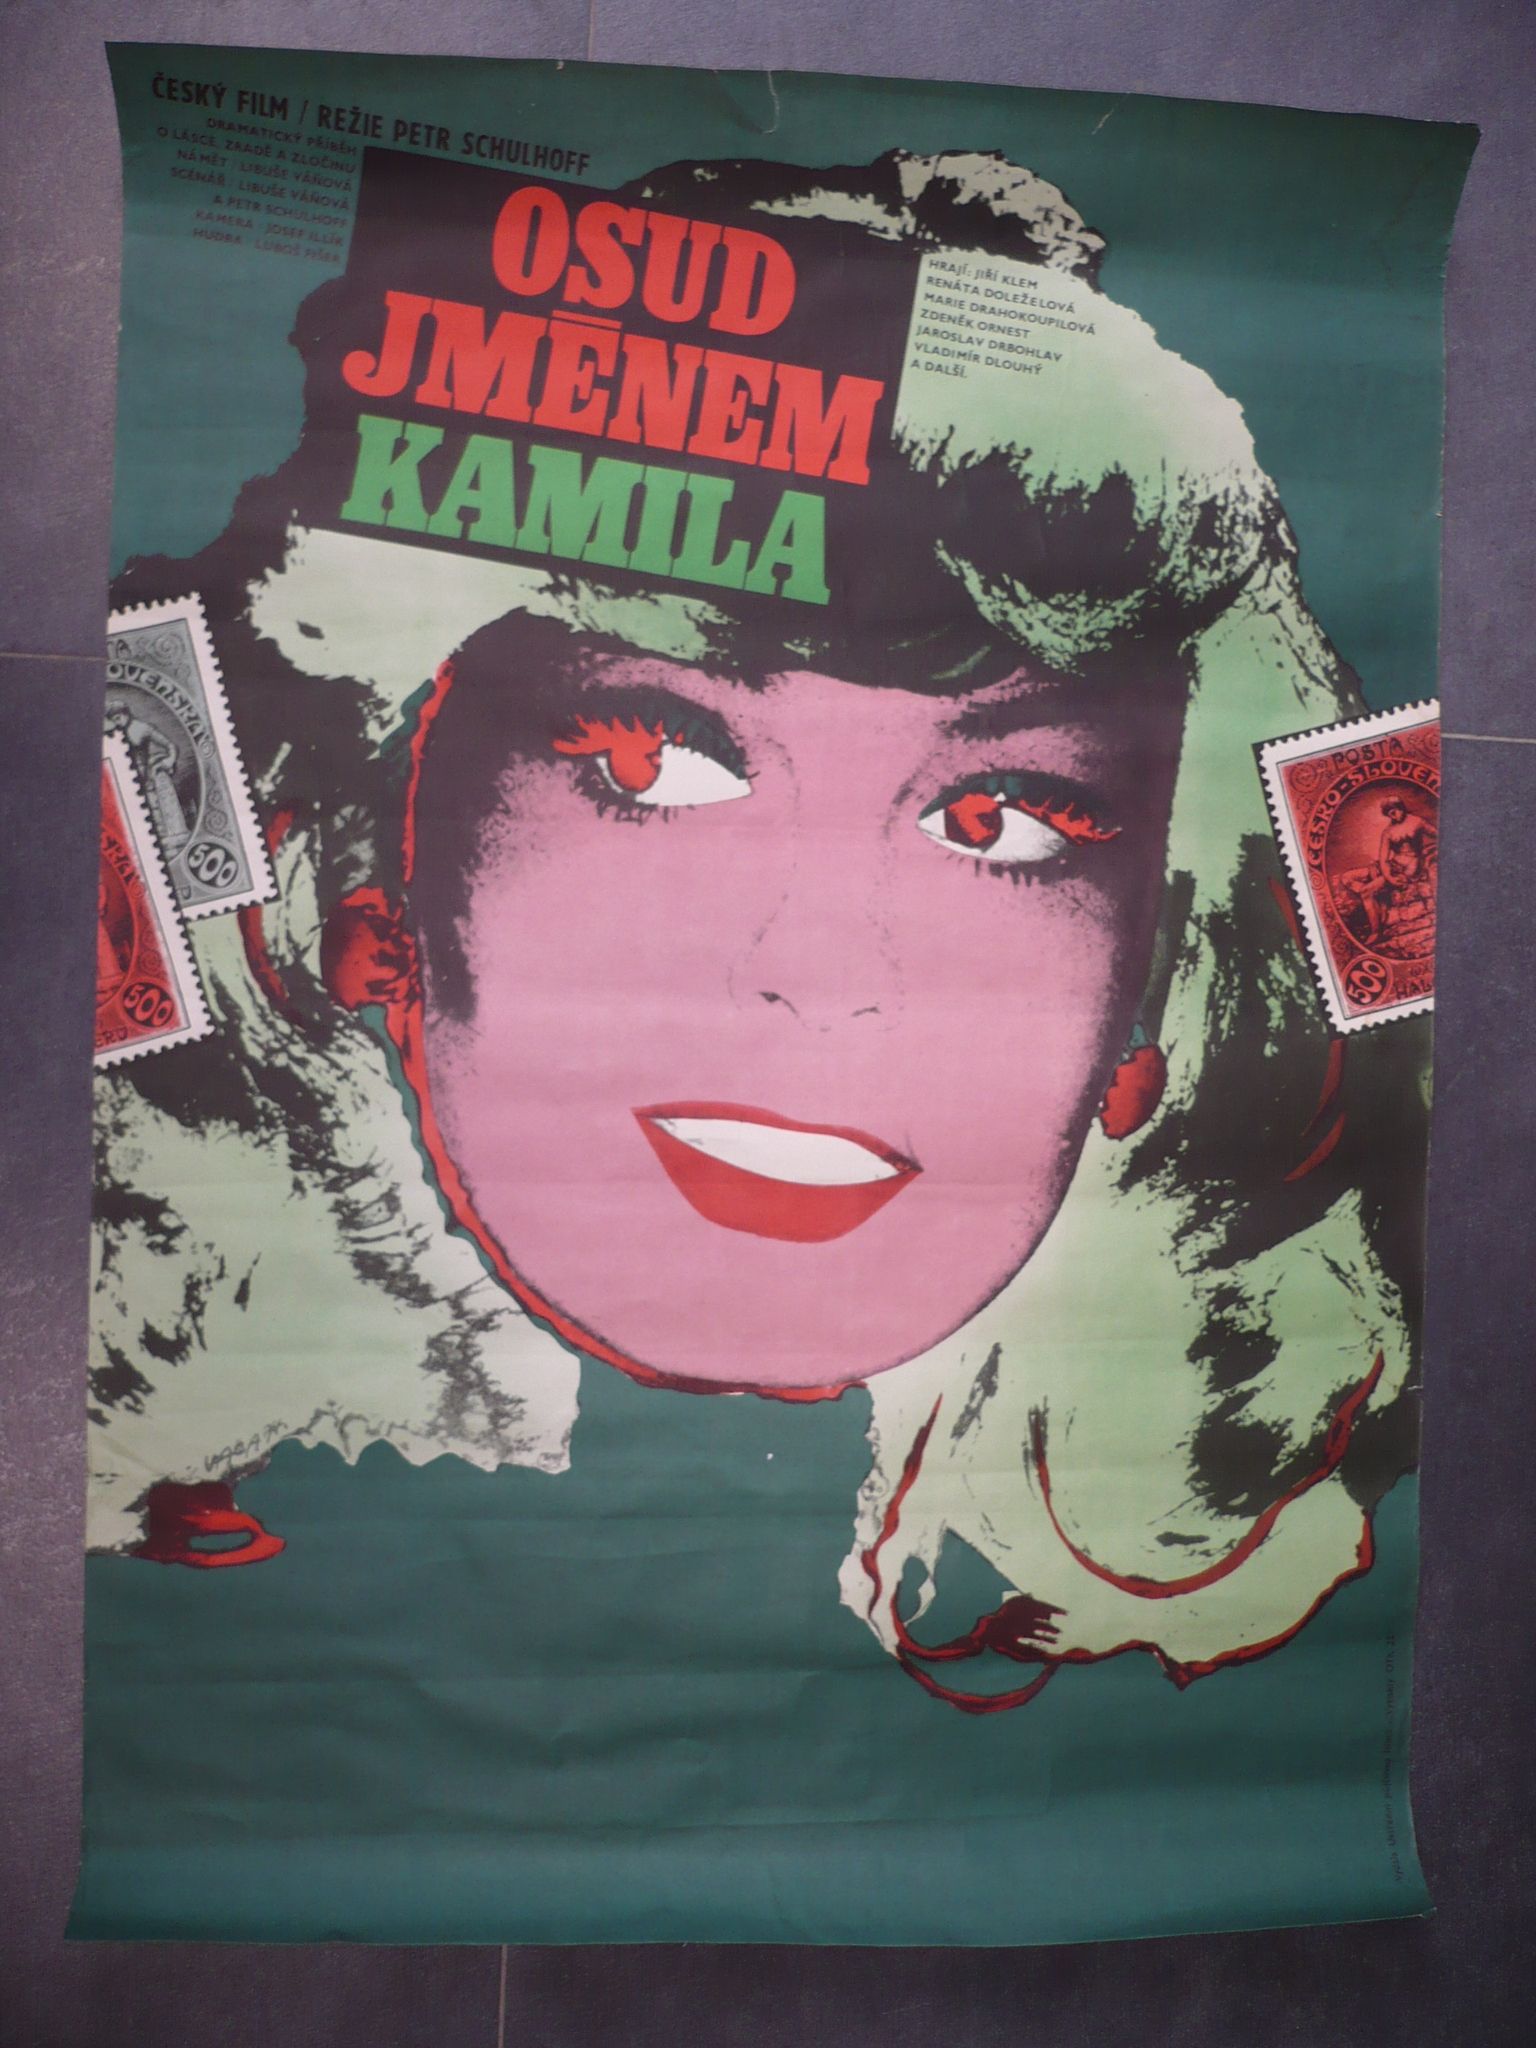 ČESKÝ FILM / REŽIE PETR SCHULHOFF
DRAMATICKÝ PŘÍBĚH
O LÁSCE, ZRADĚ A ZLOČINU
NÁMĚT : LIBUŠE VÁŇOVÁ
SCÉNÁŘ : LIBUŠE VÁŇOVÁ
A PETR SCHULHOFF
KAMERA : JOSEF ILLÍK
HUDBA : LUBOŠ FIŠER
OSUD
JMÉNEM
KAMILA
HRAJÍ: JIŘÍ KLEM
RENÁTA DOLEŽELOVÁ
MARIE DRAHOKOUPILOVÁ
ZDENĚK ORNEST
JAROSLAV DRBOHLAV
VLADIMÍR DLOUHÝ
A DALŠÍ.
500
500
POŠTA
ČESKO-SLOVEN
500
HAL